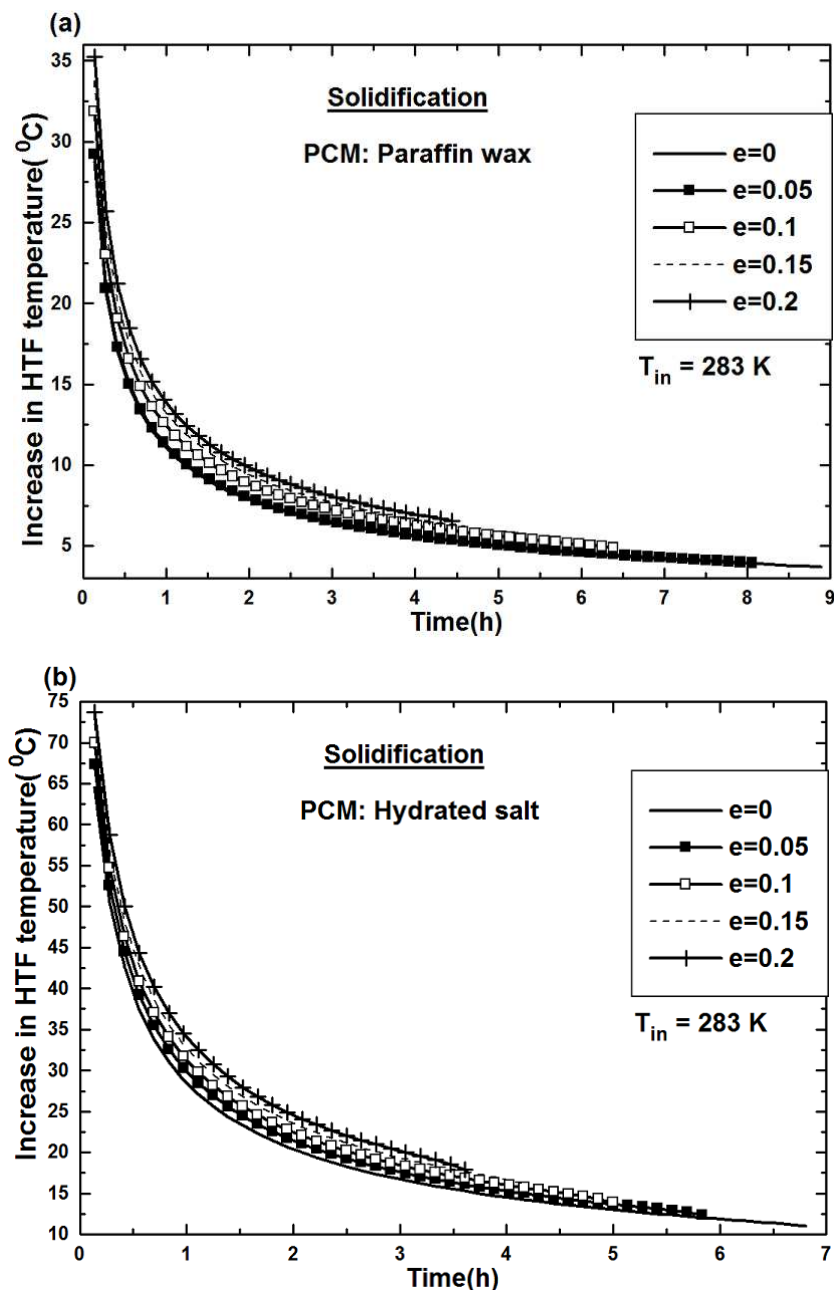 (a)
35
30
25
20
15
10
5
Increase in HTF temperature( ⁰C)
Solidification
PCM: Paraffin wax
e=0
e=0.05
e=0.1
e=0.15
e=0.2
T_in = 283 K
0 1 2 3 4 5 6 7 8 9
Time(h)
(b)
75
70
65
60
55
50
45
40
35
30
25
20
15
10
Increase in HTF temperature( ⁰C)
Solidification
PCM: Hydrated salt
e=0
e=0.05
e=0.1
e=0.15
e=0.2
T_in = 283 K
0 1 2 3 4 5 6 7
Time(h)